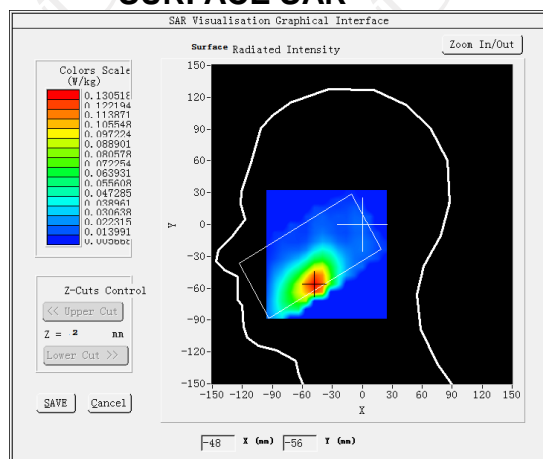 SURFACE SAR
SAR Visualisation Graphical Interface
Surface Radiated Intensity
Zoom In/Out
Colors Scale
(W/kg)
0.130518
0.122194
0.113871
0.105548
0.097224
0.088901
0.080578
0.072254
0.063931
0.055608
0.047285
0.038961
0.030638
0.022315
0.013991
0.005668
Z-Cuts Control
<< Upper Cut
Z = 2 mm
Lower Cut >>
SAVE Cancel
150
120
90
60
30
Y 0
-30
-60
-90
-120
-150
-150 -120 -90 -60 -30 0 30 60 90 120 150
X
-48 X (mm) -56 Y (mm)